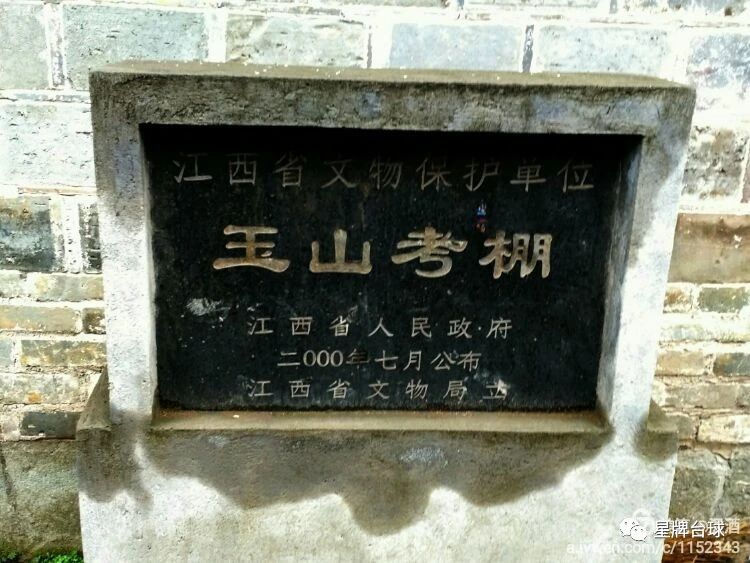 江西省文物保护单位
玉山考棚
江西省人民政府
二000年七月公布
江西省文物局立
星牌台球